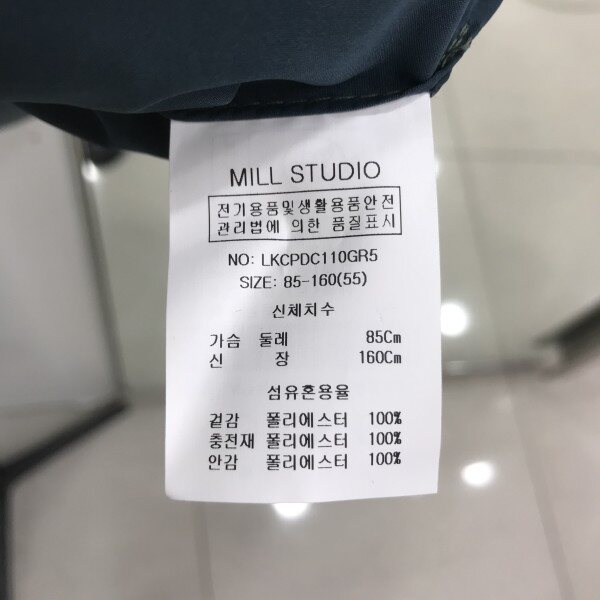 MILL STUDIO
전기용품및생활용품안전
관리법에 의한 품질표시
NO: LKCPDC110GR5
SIZE: 85-160(55)
신체치수
가슴 둘레 85Cm
신 장 160Cm
섬유혼용율
겉감 폴리에스터 100%
충전재 폴리에스터 100%
안감 폴리에스터 100%